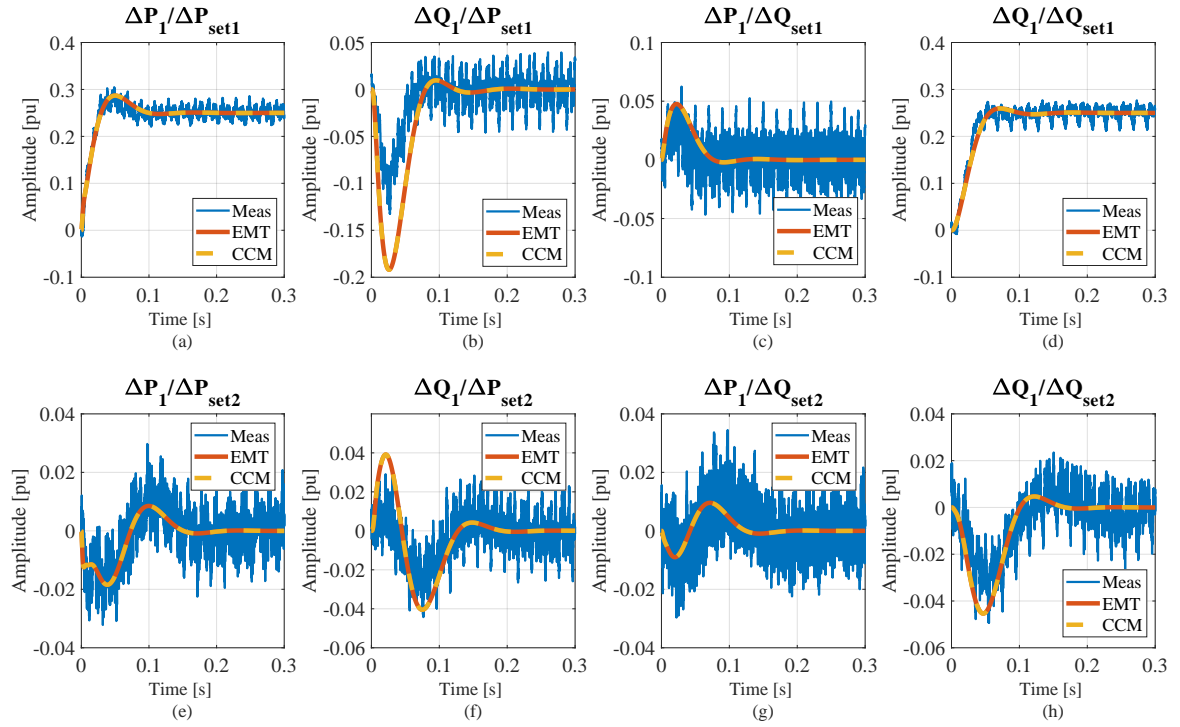 ΔP1/ΔPset1
Amplitude [pu]
0.4
0.3
0.2
0.1
0
-0.1
Meas
EMT
CCM
0
0.1
0.2
0.3
Time [s]
(a)
ΔQ1/ΔPset1
Amplitude [pu]
0.05
0
-0.05
-0.1
-0.15
-0.2
Meas
EMT
CCM
0
0.1
0.2
0.3
Time [s]
(b)
ΔP1/ΔQset1
Amplitude [pu]
0.1
0.05
0
-0.05
-0.1
Meas
EMT
CCM
0
0.1
0.2
0.3
Time [s]
(c)
ΔQ1/ΔQset1
Amplitude [pu]
0.4
0.3
0.2
0.1
0
-0.1
Meas
EMT
CCM
0
0.1
0.2
0.3
Time [s]
(d)
ΔP1/ΔPset2
Amplitude [pu]
0.04
0.02
0
-0.02
-0.04
Meas
EMT
CCM
0
0.1
0.2
0.3
Time [s]
(e)
ΔQ1/ΔPset2
Amplitude [pu]
0.06
0.04
0.02
0
-0.02
-0.04
-0.06
Meas
EMT
CCM
0
0.1
0.2
0.3
Time [s]
(f)
ΔP1/ΔQset2
Amplitude [pu]
0.04
0.02
0
-0.02
-0.04
Meas
EMT
CCM
0
0.1
0.2
0.3
Time [s]
(g)
ΔQ1/ΔQset2
Amplitude [pu]
0.04
0.02
0
-0.02
-0.04
-0.06
Meas
EMT
CCM
0
0.1
0.2
0.3
Time [s]
(h)